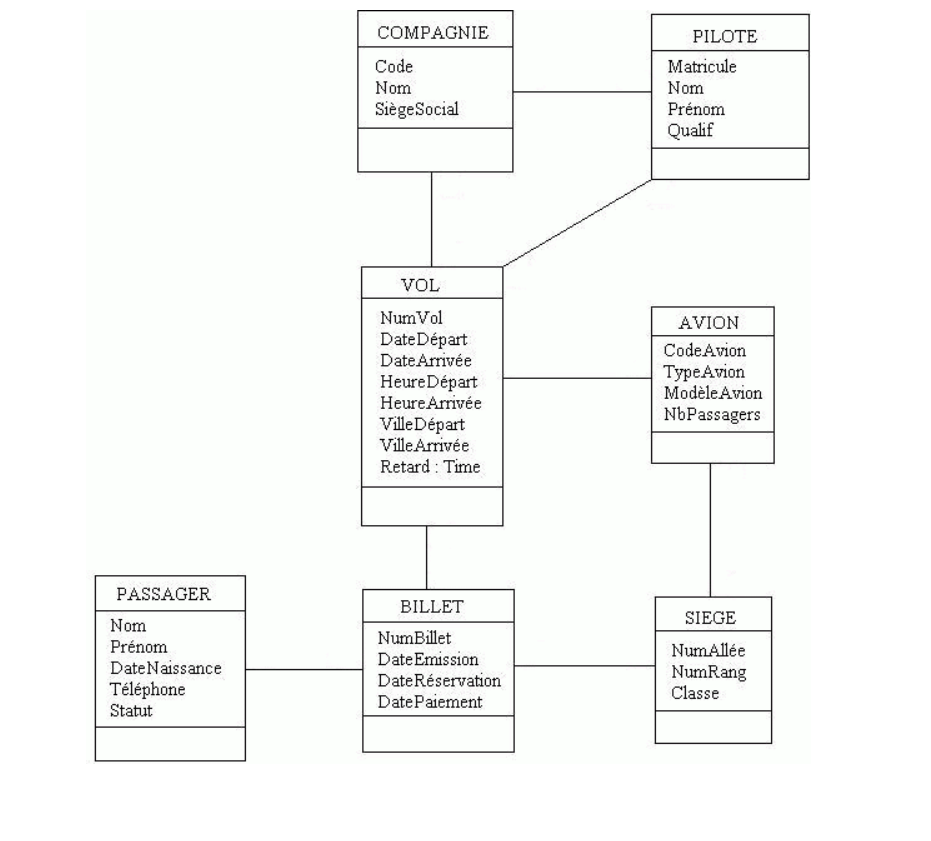 COMPAGNIE
Code
Nom
SiègeSocial
PILOTE
Matricule
Nom
Prénom
Qualif
VOL
NumVol
DateDépart
DateArrivée
HeureDépart
HeureArrivée
VilleDépart
VilleArrivée
Retard : Time
AVION
CodeAvion
TypeAvion
ModèleAvion
NbPassagers
PASSAGER
Nom
Prénom
DateNaissance
Téléphone
Statut
BILLET
NumBillet
DateEmission
DateRéservation
DatePaiement
SIEGE
NumAllée
NumRang
Classe